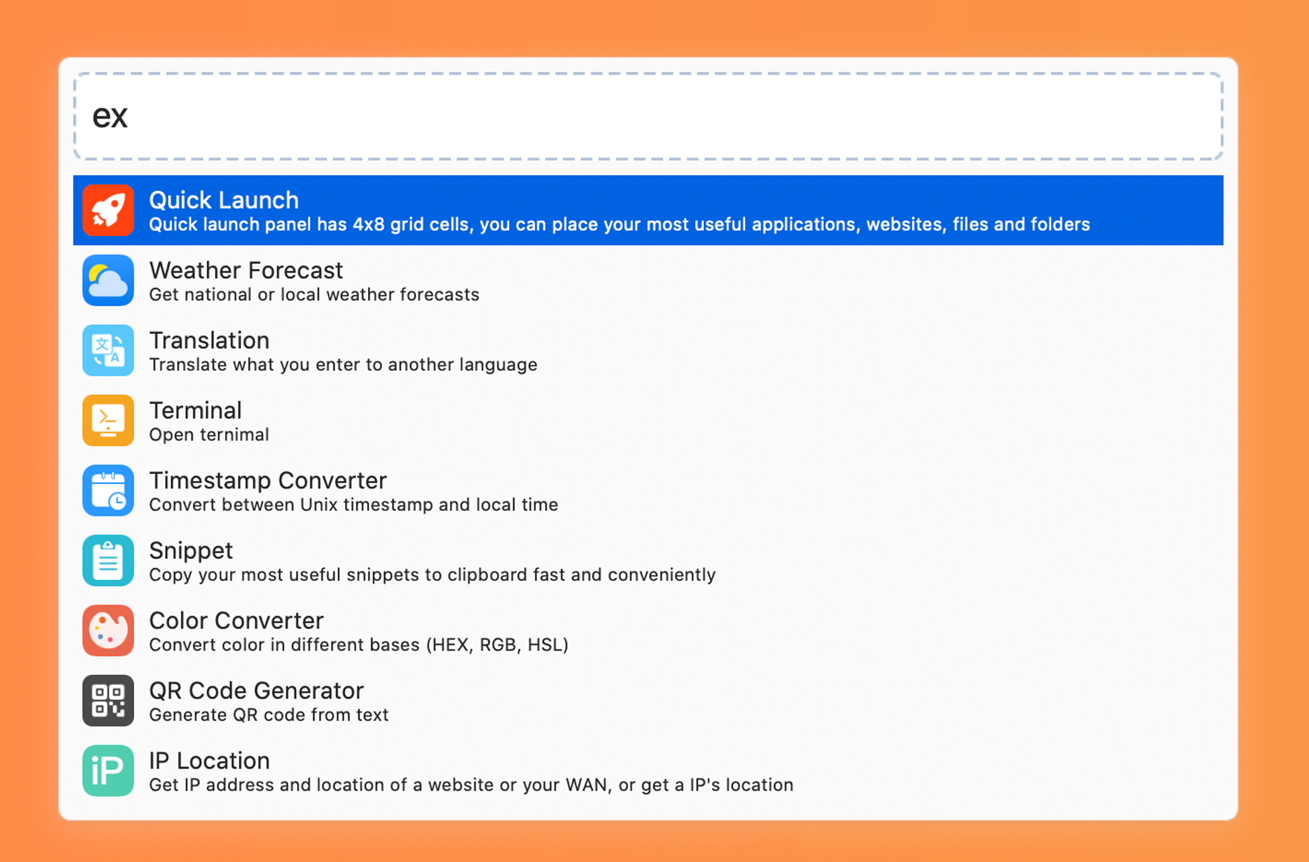 ex
Quick Launch
Quick launch panel has 4x8 grid cells, you can place your most useful applications, websites, files and folders
Weather Forecast
Get national or local weather forecasts
文
A
Translation
Translate what you enter to another language
Terminal
Open ternimal
Timestamp Converter
Convert between Unix timestamp and local time
Snippet
Copy your most useful snippets to clipboard fast and conveniently
Color Converter
Convert color in different bases (HEX, RGB, HSL)
QR Code Generator
Generate QR code from text
iP
IP Location
Get IP address and location of a website or your WAN, or get a IP's location